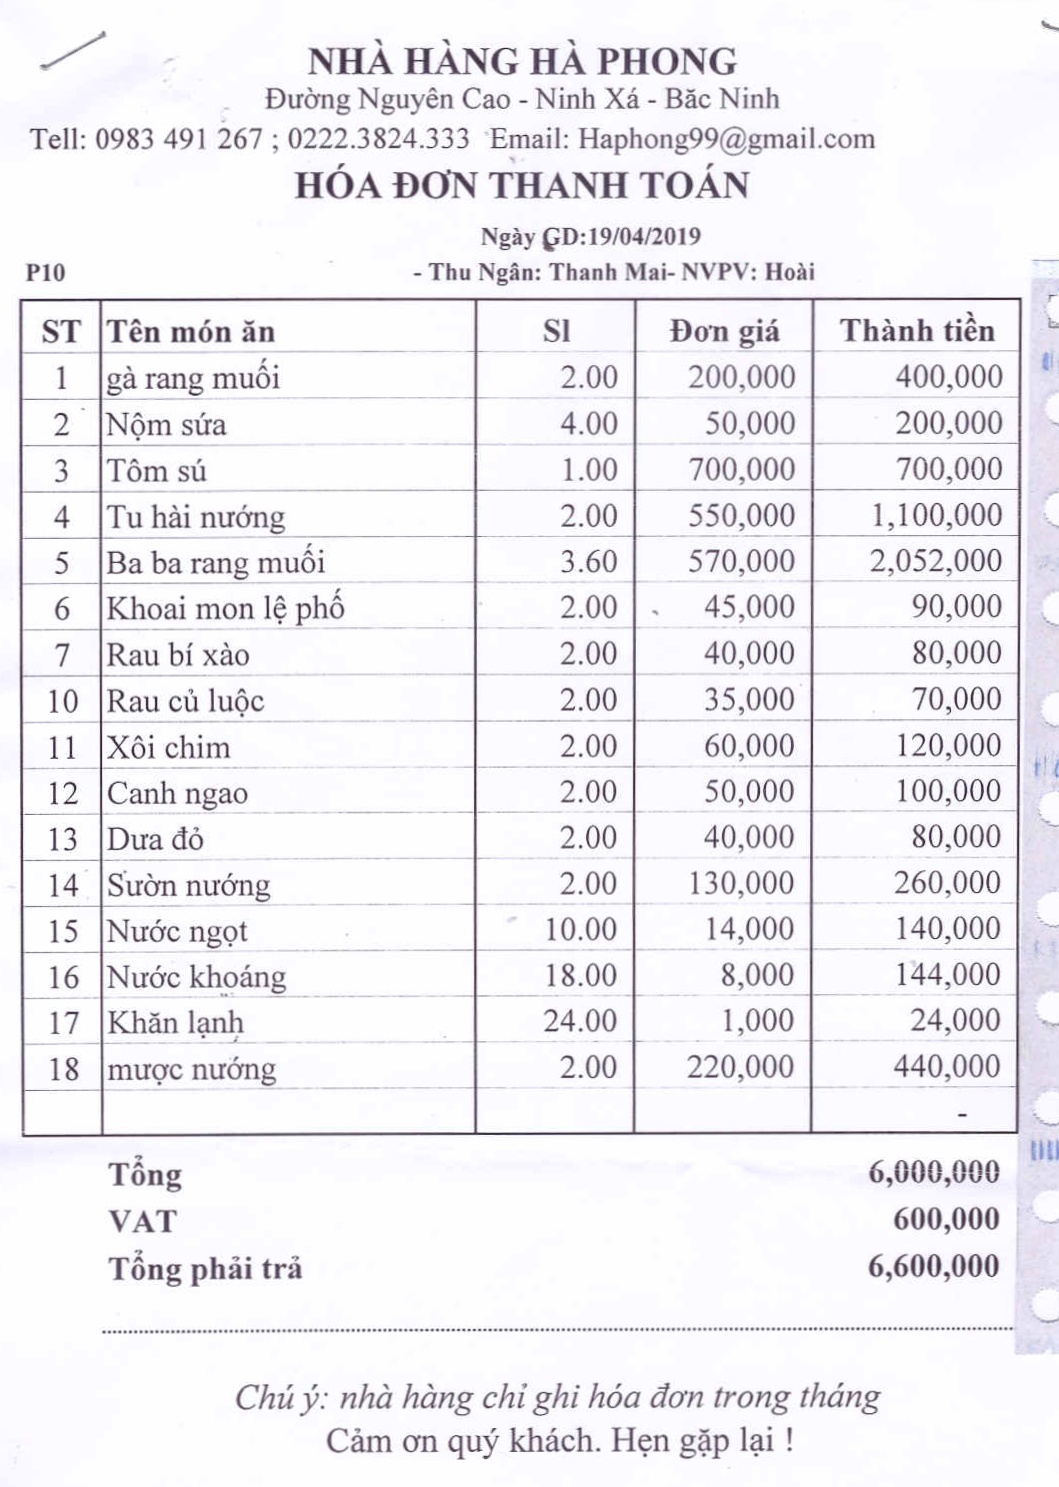 NHÀ HÀNG HÀ PHONG
Đường Nguyên Cao - Ninh Xá - Băc Ninh
Tell: 0983 491 267 ; 0222.3824.333 Email: Haphong99@gmail.com
HÓA ĐƠN THANH TOÁN
Ngày GD:19/04/2019
P10 - Thu Ngân: Thanh Mai- NVPV: Hoài
ST Tên món ăn Sl Đơn giá Thành tiền
1 gà rang muối 2.00 200,000 400,000
2 Nộm sứa 4.00 50,000 200,000
3 Tôm sú 1.00 700,000 700,000
4 Tu hài nướng 2.00 550,000 1,100,000
5 Ba ba rang muối 3.60 570,000 2,052,000
6 Khoai mon lệ phố 2.00 45,000 90,000
7 Rau bí xào 2.00 40,000 80,000
10 Rau củ luộc 2.00 35,000 70,000
11 Xôi chim 2.00 60,000 120,000
12 Canh ngao 2.00 50,000 100,000
13 Dưa đỏ 2.00 40,000 80,000
14 Sườn nướng 2.00 130,000 260,000
15 Nước ngọt 10.00 14,000 140,000
16 Nước khoáng 18.00 8,000 144,000
17 Khăn lạnh 24.00 1,000 24,000
18 mược nướng 2.00 220,000 440,000
-
Tổng 6,000,000
VAT 600,000
Tổng phải trả 6,600,000
Chú ý: nhà hàng chỉ ghi hóa đơn trong tháng
Cảm ơn quý khách. Hẹn gặp lại !